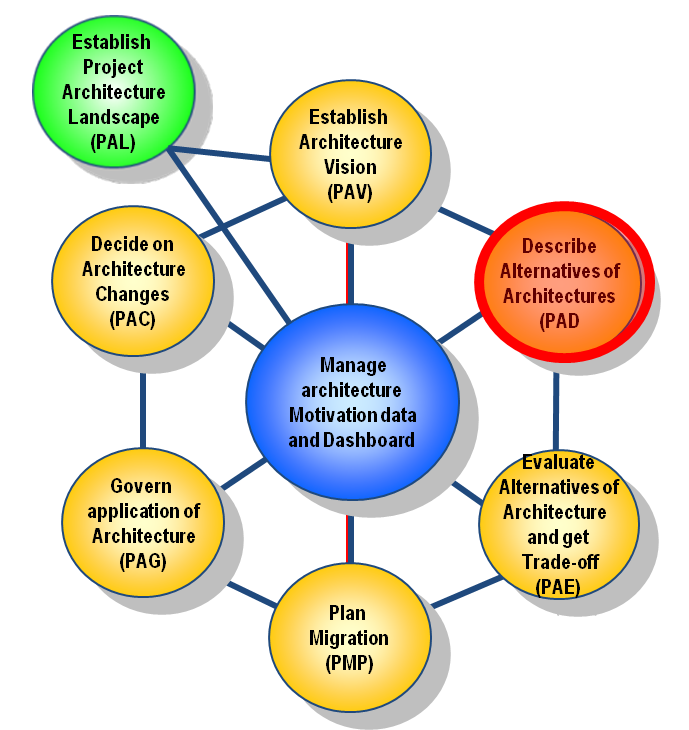 Establish
Project
Architecture
Landscape
(PAL)
Establish
Architecture
Vision
(PAV)
Decide on
Architecture
Changes
(PAC)
Describe
Alternatives of
Architectures
(PAD
Manage
architecture
Motivation data
and Dashboard
Govern
application of
Architecture
(PAG)
Evaluate
Alternatives of
Architecture
and get
Trade-off
(PAE)
Plan
Migration
(PMP)